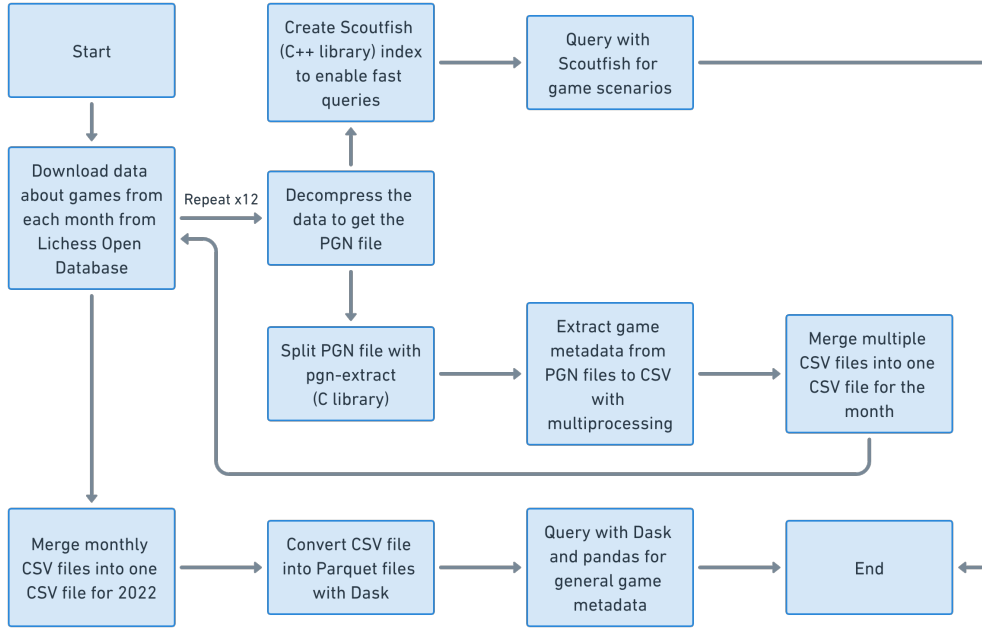 Start
Download data
about games from
each month from
Lichess Open
Database
Repeat x12
Create Scoutfish
(C++ library) index
to enable fast
queries
Query with
Scoutfish for
game scenarios
Decompress the
data to get the
PGN file
Split PGN file with
pgn-extract
(C library)
Extract game
metadata from
PGN files to CSV
with
multiprocessing
Merge multiple
CSV files into one
CSV file for the
month
Merge monthly
CSV files into one
CSV file for 2022
Convert CSV file
into Parquet files
with Dask
Query with Dask
and pandas for
general game
metadata
End